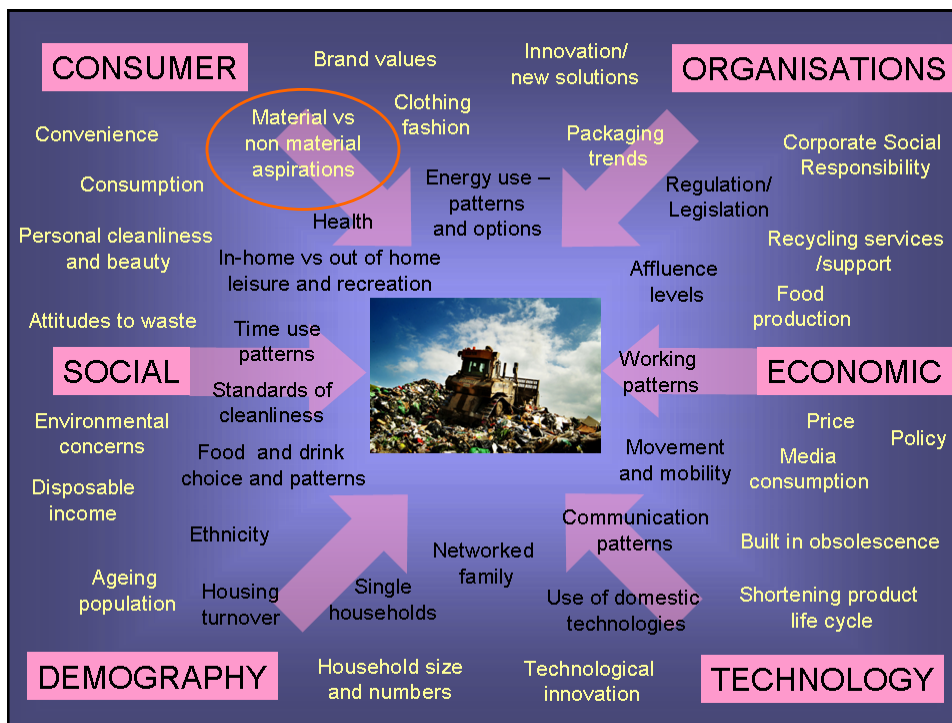 CONSUMER
Brand values
Innovation/
new solutions
ORGANISATIONS
Material vs
non material
aspirations
Clothing
fashion
Convenience
Packaging
trends
Corporate Social
Responsibility
Consumption
Energy use –
patterns
and options
Regulation/
Legislation
Health
Personal cleanliness
and beauty
In-home vs out of home
leisure and recreation
Recycling services
/support
Affluence
levels
Food
production
Attitudes to waste
Time use
patterns
SOCIAL
Working
patterns
ECONOMIC
Standards of
cleanliness
Environmental
concerns
Price
Policy
Food and drink
choice and patterns
Movement
and mobility
Media
consumption
Disposable
income
Ethnicity
Communication
patterns
Built in obsolescence
Networked
family
Ageing
population
Housing
turnover
Single
households
Use of domestic
technologies
Shortening product
life cycle
DEMOGRAPHY
Household size
and numbers
Technological
innovation
TECHNOLOGY